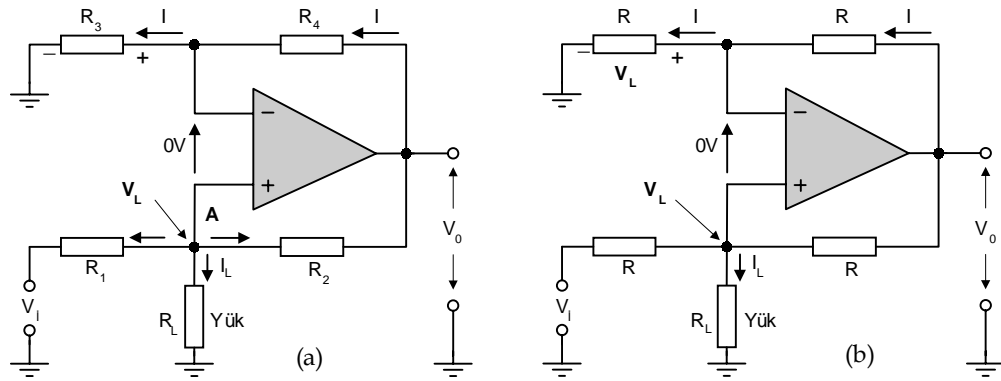 R3 I R4 I
− +
− 
0V
+
VL A
V0
R1 IL R2
Vi
RL Yük
(a)
R I R I
− +
VL
−
0V
+
VL
V0
R IL R
Vi
RL Yük
(b)